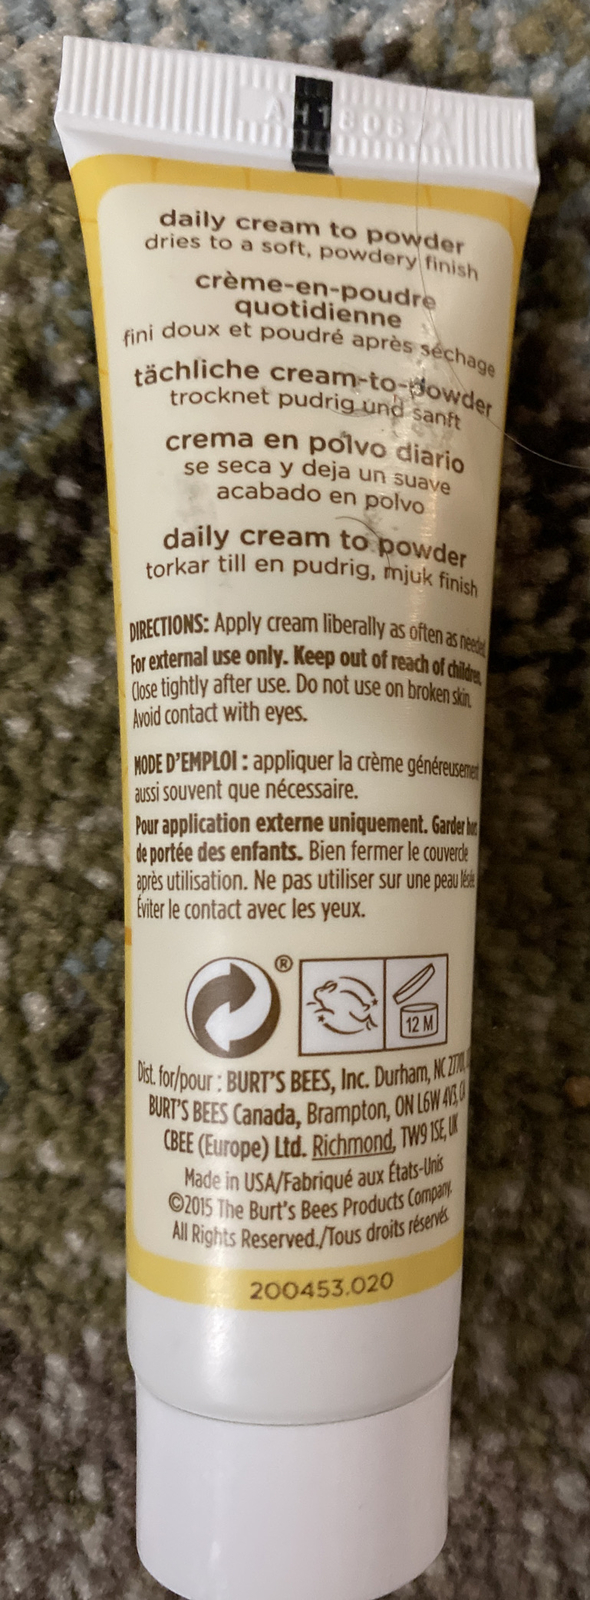 daily cream to powder
dries to a soft, powdery finish
crème-en-poudre
quotidienne
fini doux et poudré après séchage
tächliche cream-to-powder
trocknet pudrig und sanft
crema en polvo diario
se seca y deja un suave
acabado en polvo
daily cream to powder
torkar till en pudrig, mjuk finish
DIRECTIONS: Apply cream liberally as often as needed.
For external use only. Keep out of reach of children.
Close tightly after use. Do not use on broken skin.
Avoid contact with eyes.
MODE D'EMPLOI : appliquer la crème généreusement
aussi souvent que nécessaire.
Pour application externe uniquement. Garder hors
de portée des enfants. Bien fermer le couvercle
après utilisation. Ne pas utiliser sur une peau lésée.
Éviter le contact avec les yeux.
®
12 M
Dist. for/pour : BURT'S BEES, Inc. Durham, NC 27701,
BURT'S BEES Canada, Brampton, ON L6W 4V3, CA
CBEE (Europe) Ltd. Richmond, TW9 1SE, UK
Made in USA/Fabriqué aux États-Unis
©2015 The Burt's Bees Products Company.
All Rights Reserved./Tous droits réservés.
200453.020